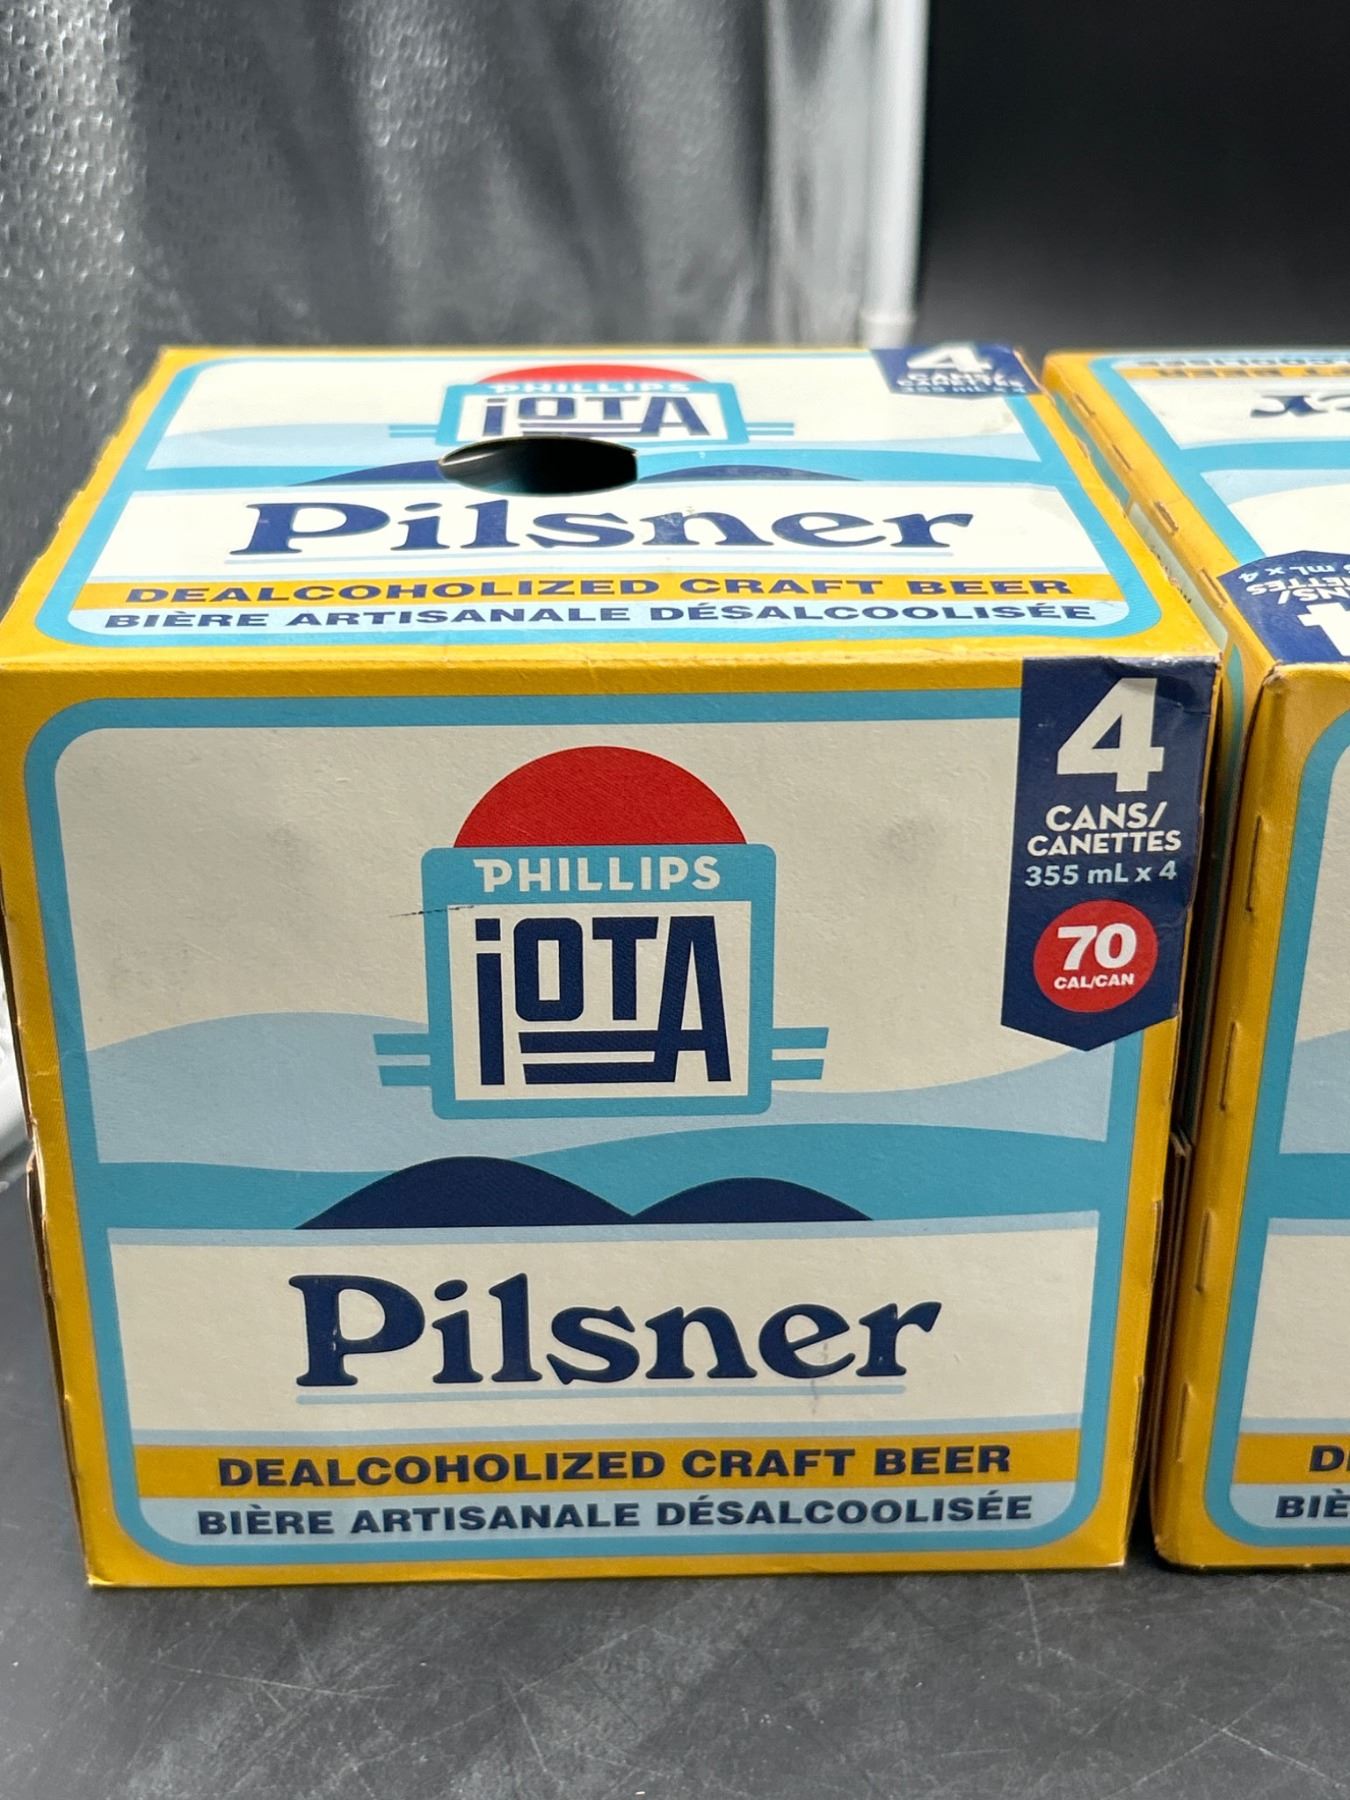 PHILLIPS
iOTA
4
CANS/
CANETTES
355 mL x 4
Pilsner
DEALCOHOLIZED CRAFT BEER
BIÈRE ARTISANALE DÉSALCOOLISÉE
4
CANS/
CANETTES
355 mL x 4
70
CAL/CAN
PHILLIPS
iOTA
Pilsner
DEALCOHOLIZED CRAFT BEER
BIÈRE ARTISANALE DÉSALCOOLISÉE